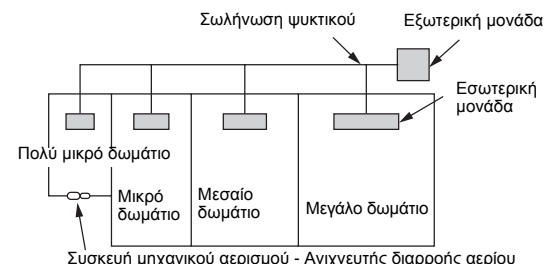 Σωλήνωση ψυκτικού
Εξωτερική μονάδα
Εσωτερική
μονάδα
Πολύ μικρό δωμάτιο
Μικρό
δωμάτιο
Μεσαίο
δωμάτιο
Μεγάλο δωμάτιο
Συσκευή μηχανικού αερισμού - Ανιχνευτής διαρροής αερίου